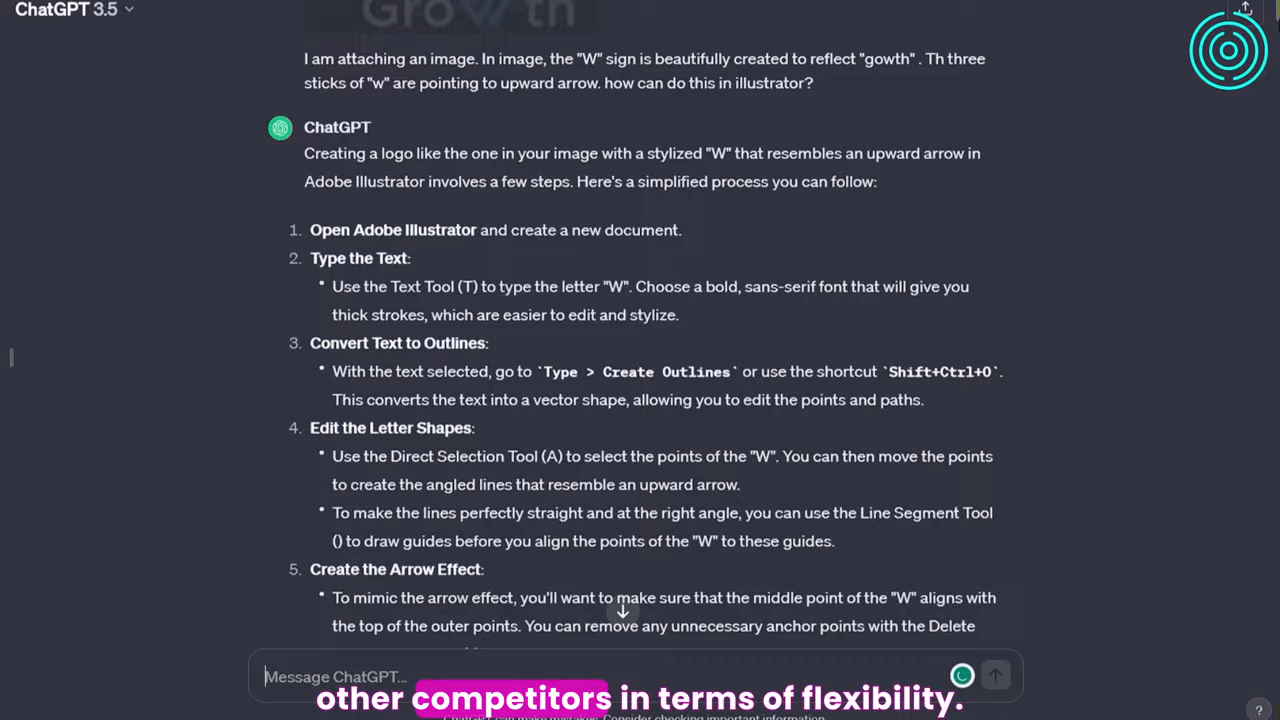 ChatGPT 3.5
Growth
I am attaching an image. In image, the "W" sign is beautifully created to reflect "gowth" . Th three
sticks of "w" are pointing to upward arrow. how can do this in illustrator?
ChatGPT
Creating a logo like the one in your image with a stylized "W" that resembles an upward arrow in
Adobe Illustrator involves a few steps. Here's a simplified process you can follow:
1. Open Adobe Illustrator and create a new document.
2. Type the Text:
• Use the Text Tool (T) to type the letter "W". Choose a bold, sans-serif font that will give you
thick strokes, which are easier to edit and stylize.
3. Convert Text to Outlines:
• With the text selected, go to `Type > Create Outlines` or use the shortcut `Shift+Ctrl+O`.
This converts the text into a vector shape, allowing you to edit the points and paths.
4. Edit the Letter Shapes:
• Use the Direct Selection Tool (A) to select the points of the "W". You can then move the points
to create the angled lines that resemble an upward arrow.
• To make the lines perfectly straight and at the right angle, you can use the Line Segment Tool
() to draw guides before you align the points of the "W" to these guides.
5. Create the Arrow Effect:
• To mimic the arrow effect, you'll want to make sure that the middle point of the "W" aligns with
the top of the outer points. You can remove any unnecessary anchor points with the Delete
Message ChatGPT...
other competitors in terms of flexibility.
ChatGPT can make mistakes. Consider checking important information.
?